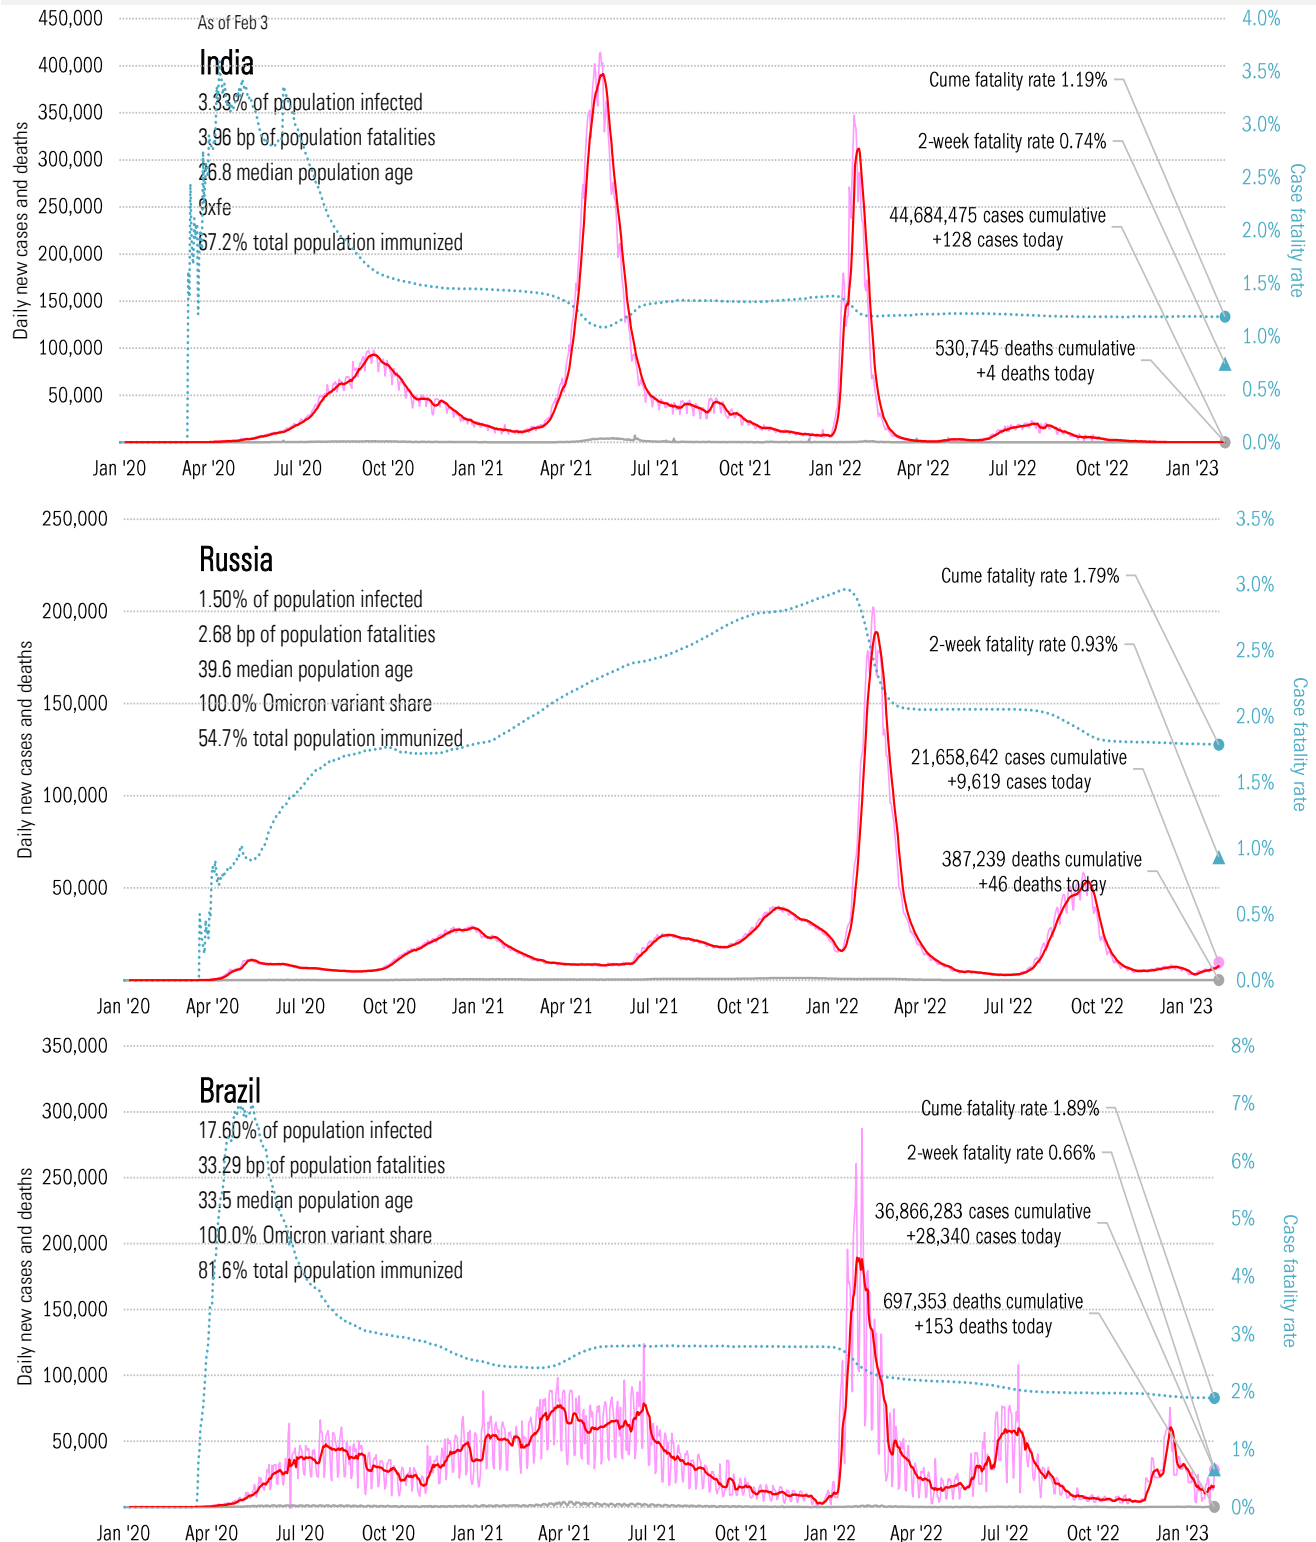 As of Feb 3
India
3.33% of population infected
3.96 bp of population fatalities
26.8 median population age
0xfe
67.2% total population immunized
Cume fatality rate 1.19%
2-week fatality rate 0.74%
44,684,475 cases cumulative
+128 cases today
530,745 deaths cumulative
+4 deaths today
Daily new cases and deaths
450,000
400,000
350,000
300,000
250,000
200,000
150,000
100,000
50,000
4.0%
3.5%
3.0%
2.5%
2.0%
1.5%
1.0%
0.5%
0.0%
Case fatality rate
Jan '20 Apr '20 Jul '20 Oct '20 Jan '21 Apr '21 Jul '21 Oct '21 Jan '22 Apr '22 Jul '22 Oct '22 Jan '23
Russia
1.50% of population infected
2.68 bp of population fatalities
39.6 median population age
100.0% Omicron variant share
54.7% total population immunized
Cume fatality rate 1.79%
2-week fatality rate 0.93%
21,658,642 cases cumulative
+9,619 cases today
387,239 deaths cumulative
+46 deaths today
Daily new cases and deaths
250,000
200,000
150,000
100,000
50,000
3.5%
3.0%
2.5%
2.0%
1.5%
1.0%
0.5%
0.0%
Case fatality rate
Jan '20 Apr '20 Jul '20 Oct '20 Jan '21 Apr '21 Jul '21 Oct '21 Jan '22 Apr '22 Jul '22 Oct '22 Jan '23
Brazil
17.60% of population infected
33.29 bp of population fatalities
33.5 median population age
100.0% Omicron variant share
81.6% total population immunized
Cume fatality rate 1.89%
2-week fatality rate 0.66%
36,866,283 cases cumulative
+28,340 cases today
697,353 deaths cumulative
+153 deaths today
Daily new cases and deaths
350,000
300,000
250,000
200,000
150,000
100,000
50,000
8%
7%
6%
5%
4%
3%
2%
1%
0%
Case fatality rate
Jan '20 Apr '20 Jul '20 Oct '20 Jan '21 Apr '21 Jul '21 Oct '21 Jan '22 Apr '22 Jul '22 Oct '22 Jan '23